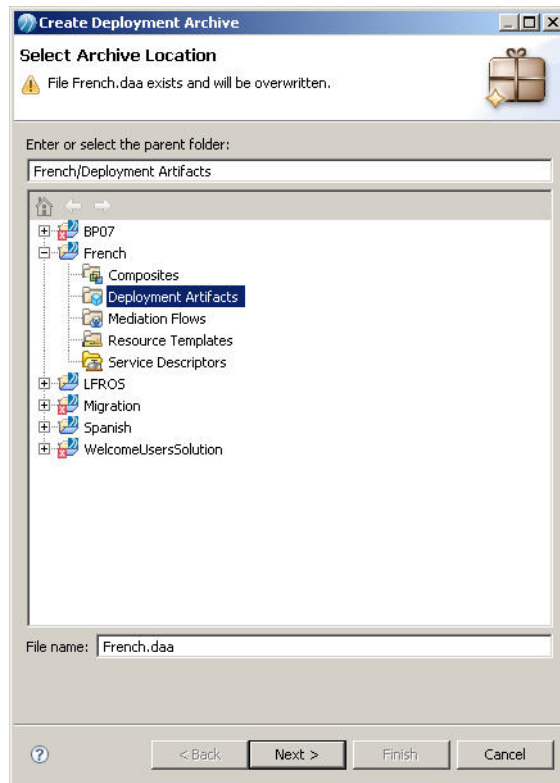 Create Deployment Archive
Select Archive Location
File French.daa exists and will be overwritten.
Enter or select the parent folder:
French/Deployment Artifacts
BP07
French
Composites
Deployment Artifacts
Mediation Flows
Resource Templates
Service Descriptors
LFROS
Migration
Spanish
WelcomeUsersSolution
File name: French.daa
< Back Next > Finish Cancel